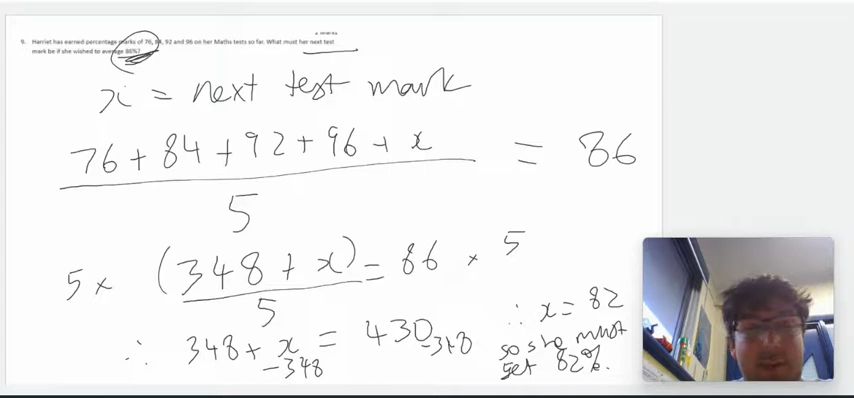 9. Harriet has earned percentage marks of 76, 84, 92 and 96 on her Maths tests so far. What must her next test
mark be if she wished to average 86%?
x = next test mark
76 + 84 + 92 + 96 + x = 86
5
5 × (348 + x) = 86 × 5
5
∴ 348 + x = 430
-348 -348
∴ x = 82
so she must
get 82%.